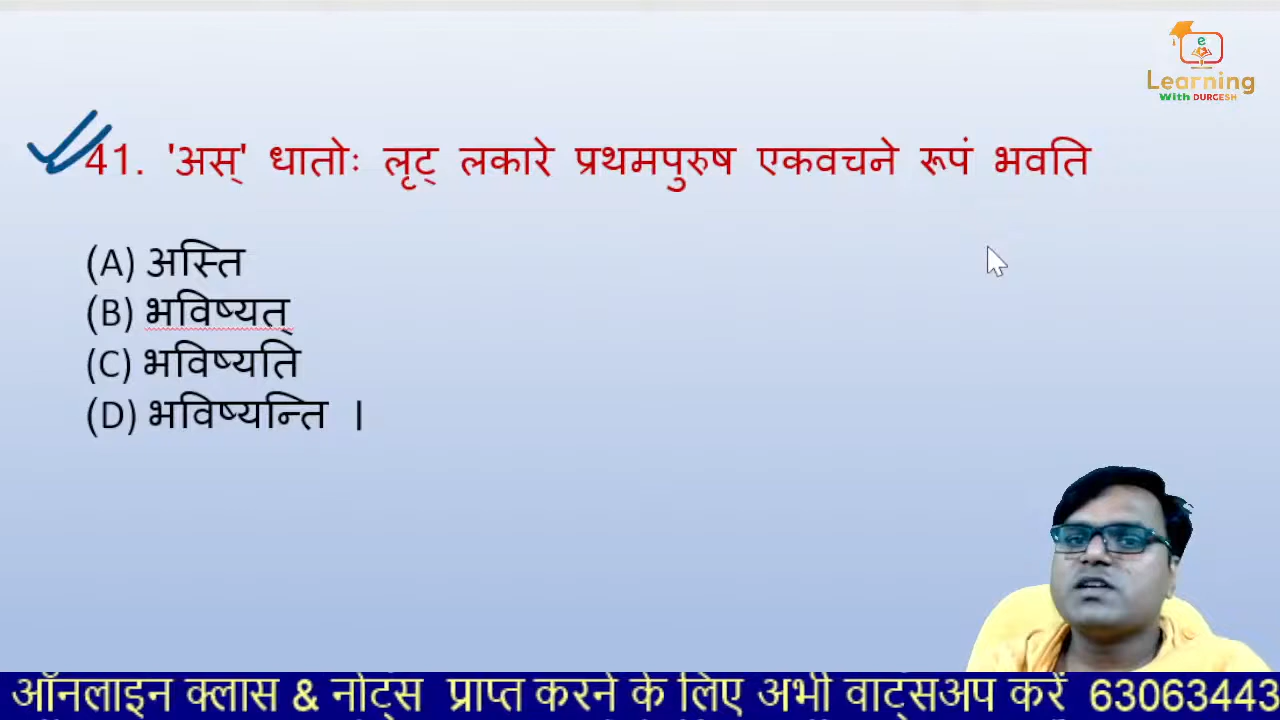 e
Learning
With DURGESH
41. 'अस्' धातोः लृट् लकारे प्रथमपुरुष एकवचने रूपं भवति
(A) अस्ति
(B) भविष्यत्
(C) भविष्यति
(D) भविष्यन्ति ।
ऑनलाइन क्लास & नोट्स प्राप्त करने के लिए अभी वाट्सअप करें 63063443